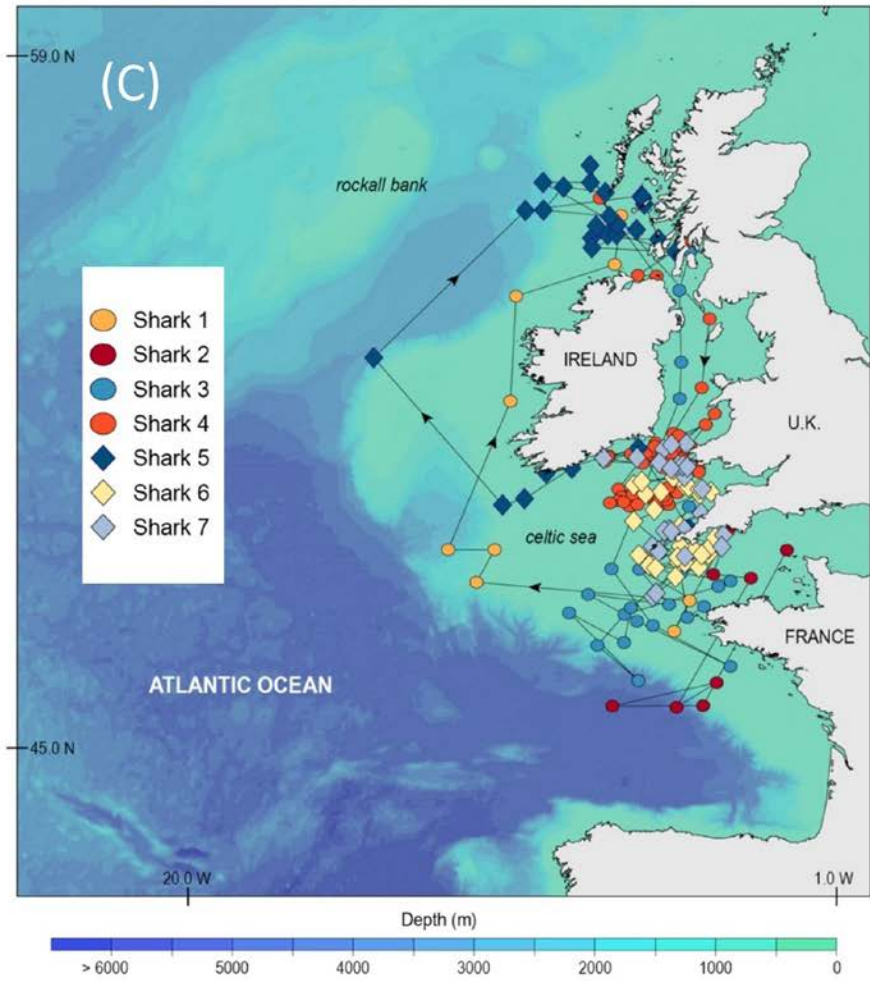 59.0 N
(C)
rockall bank
Shark 1
Shark 2
Shark 3
Shark 4
Shark 5
Shark 6
Shark 7
IRELAND
U.K.
celtic sea
FRANCE
ATLANTIC OCEAN
45.0 N
20.0 W
1.0 W
Depth (m)
> 6000 5000 4000 3000 2000 1000 0